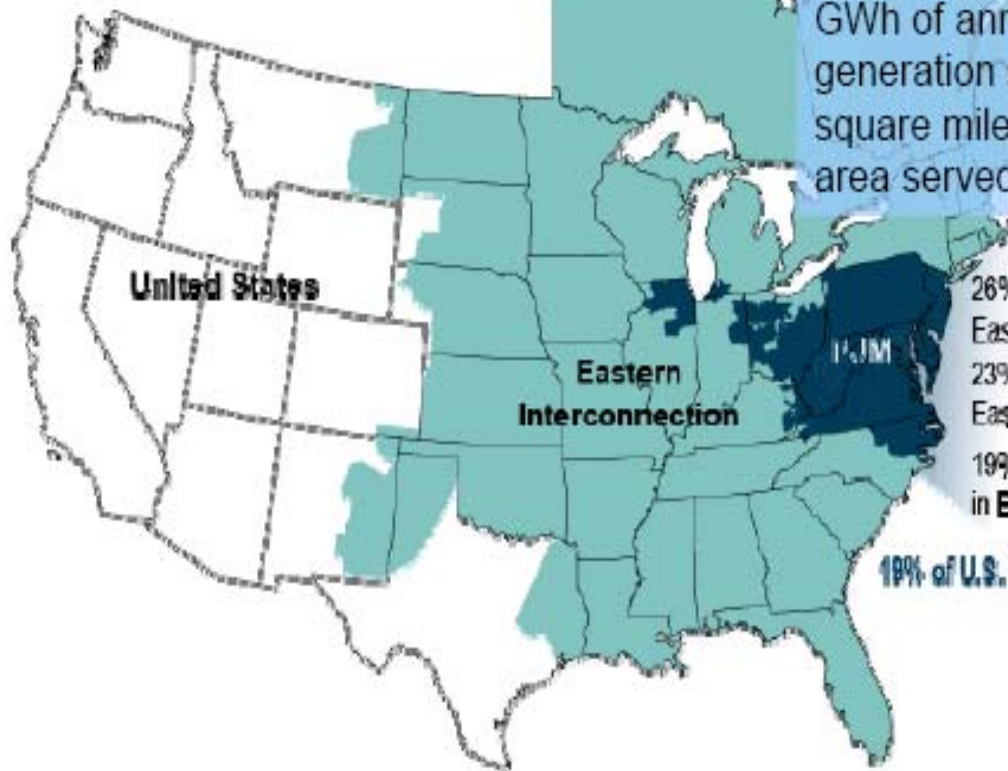 GWh of ann
generation
square mile
area served
United States
26%
Eas
23%
Eas
19%
in E
PJM
Eastern
Interconnection
19% of U.S.